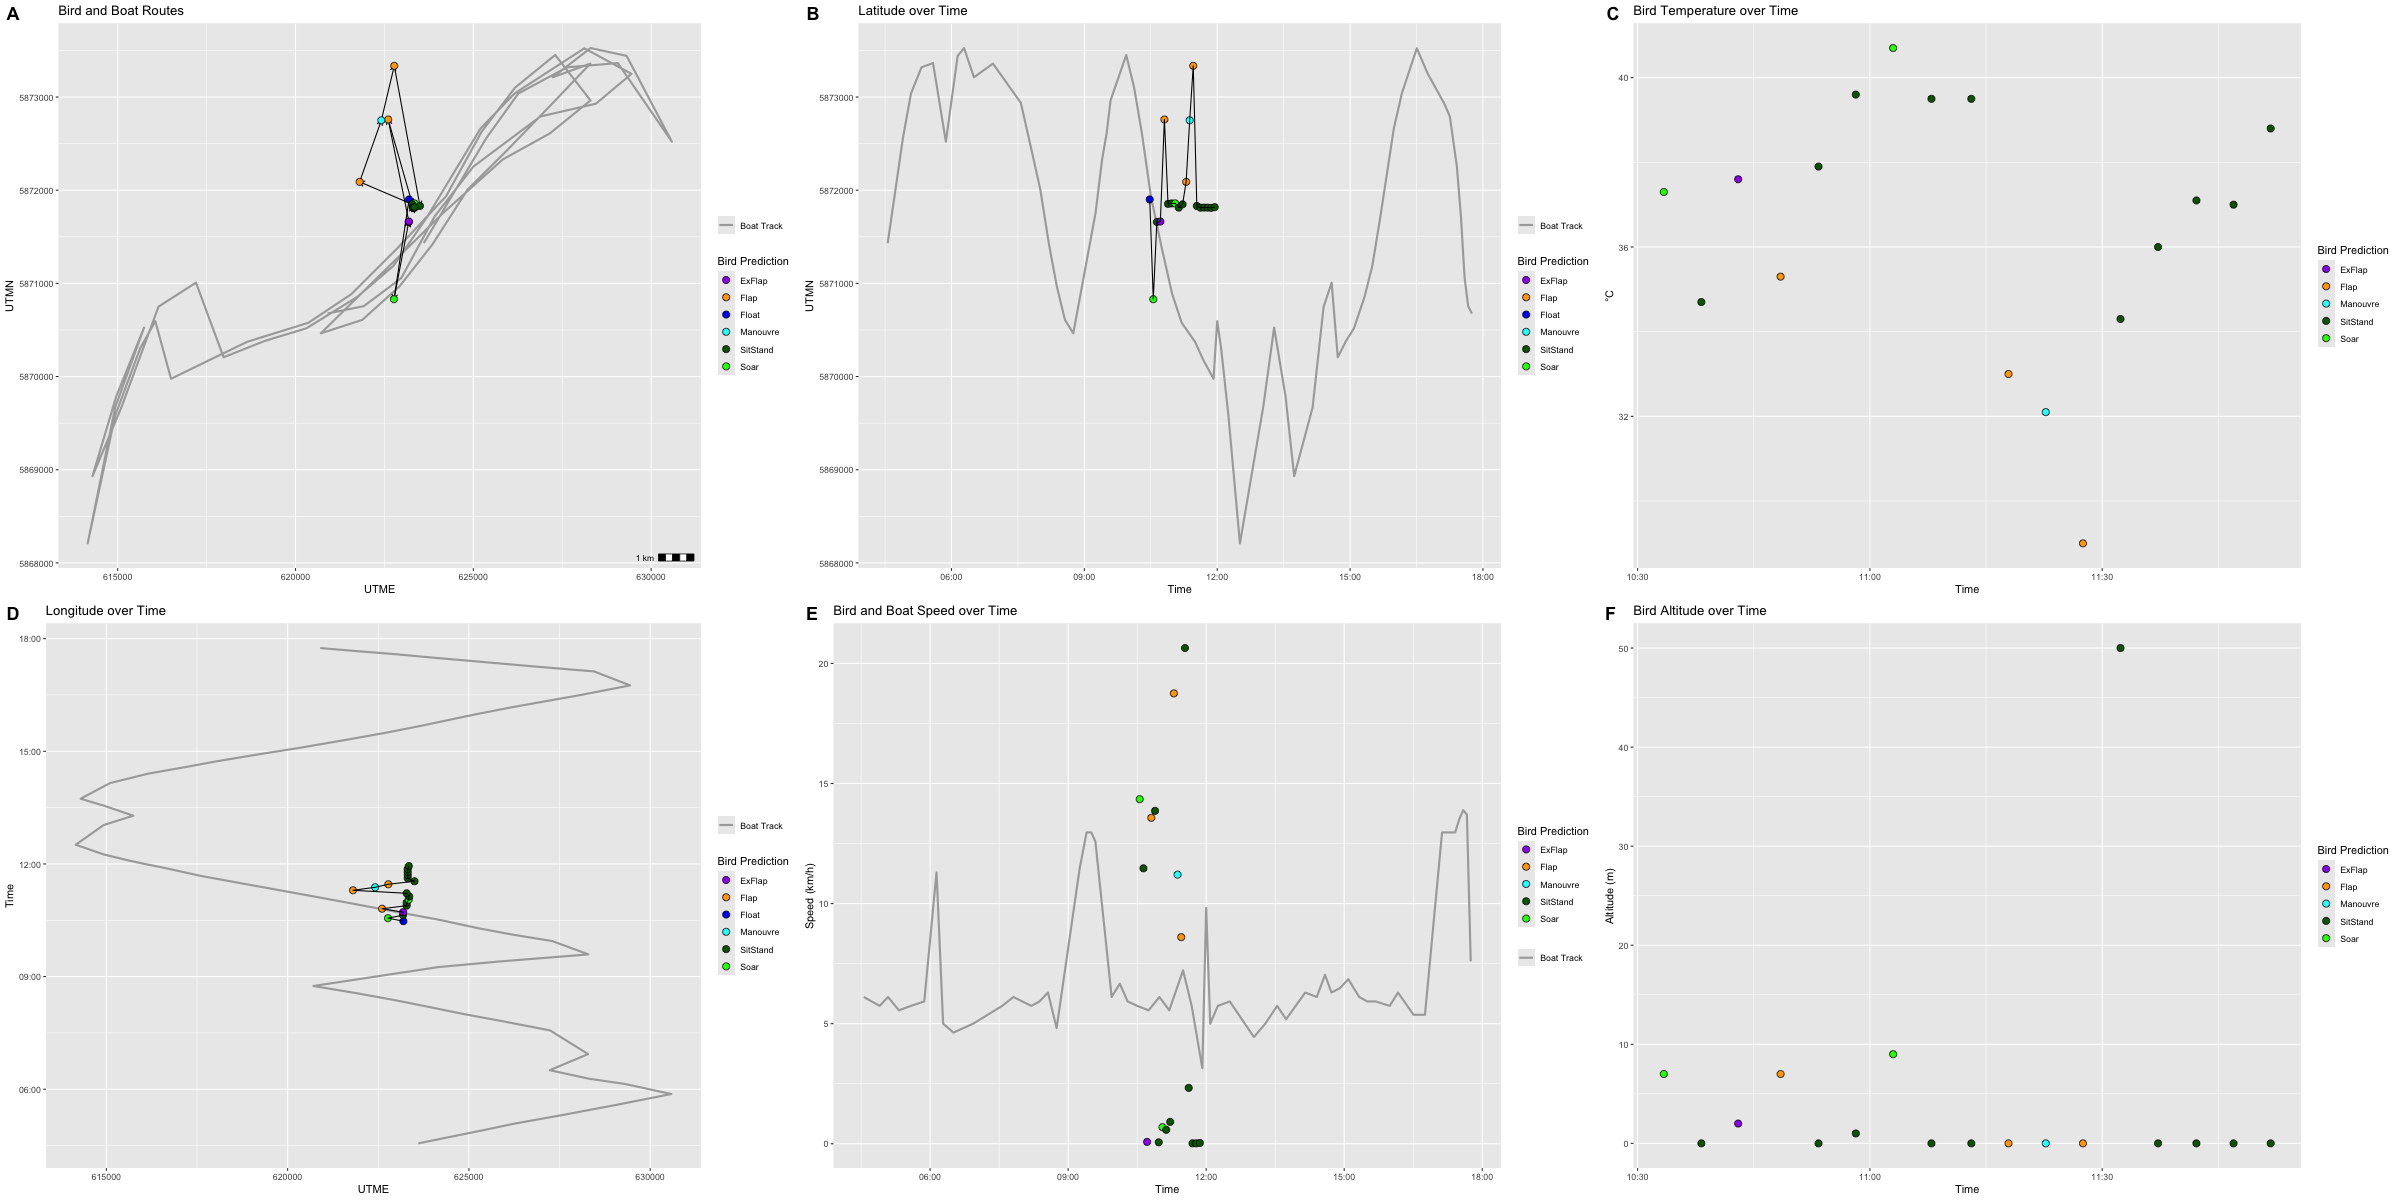 A Bird and Boat Routes
5873000
5872000
5871000
5870000
5869000
5868000
UTMN
615000 620000 625000 630000
UTME
1 km
Boat Track
Bird Prediction
ExFlap
Flap
Float
Manouvre
SitStand
Soar
B Latitude over Time
5873000
5872000
5871000
5870000
5869000
5868000
UTMN
06:00 09:00 12:00 15:00 18:00
Time
Boat Track
Bird Prediction
ExFlap
Flap
Float
Manouvre
SitStand
Soar
C Bird Temperature over Time
40
36
32
°C
10:30 11:00 11:30
Time
Bird Prediction
ExFlap
Flap
Manouvre
SitStand
Soar
D Longitude over Time
18:00
15:00
12:00
09:00
06:00
Time
615000 620000 625000 630000
UTME
Boat Track
Bird Prediction
ExFlap
Flap
Float
Manouvre
SitStand
Soar
E Bird and Boat Speed over Time
20
15
10
5
0
Speed (km/h)
06:00 09:00 12:00 15:00 18:00
Time
Bird Prediction
ExFlap
Flap
Manouvre
SitStand
Soar
Boat Track
F Bird Altitude over Time
50
40
30
20
10
0
Altitude (m)
10:30 11:00 11:30
Time
Bird Prediction
ExFlap
Flap
Manouvre
SitStand
Soar